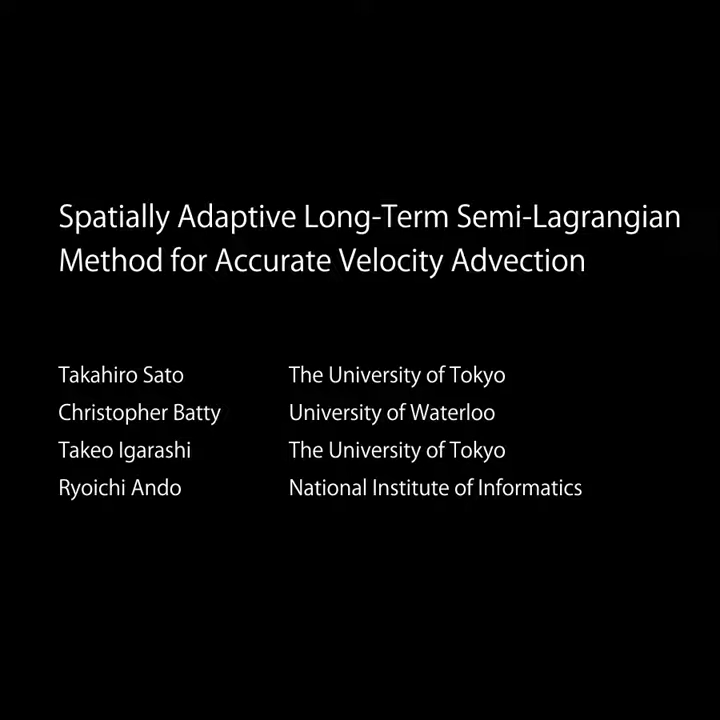 Spatially Adaptive Long-Term Semi-Lagrangian
Method for Accurate Velocity Advection
Takahiro Sato The University of Tokyo
Christopher Batty University of Waterloo
Takeo Igarashi The University of Tokyo
Ryoichi Ando National Institute of Informatics